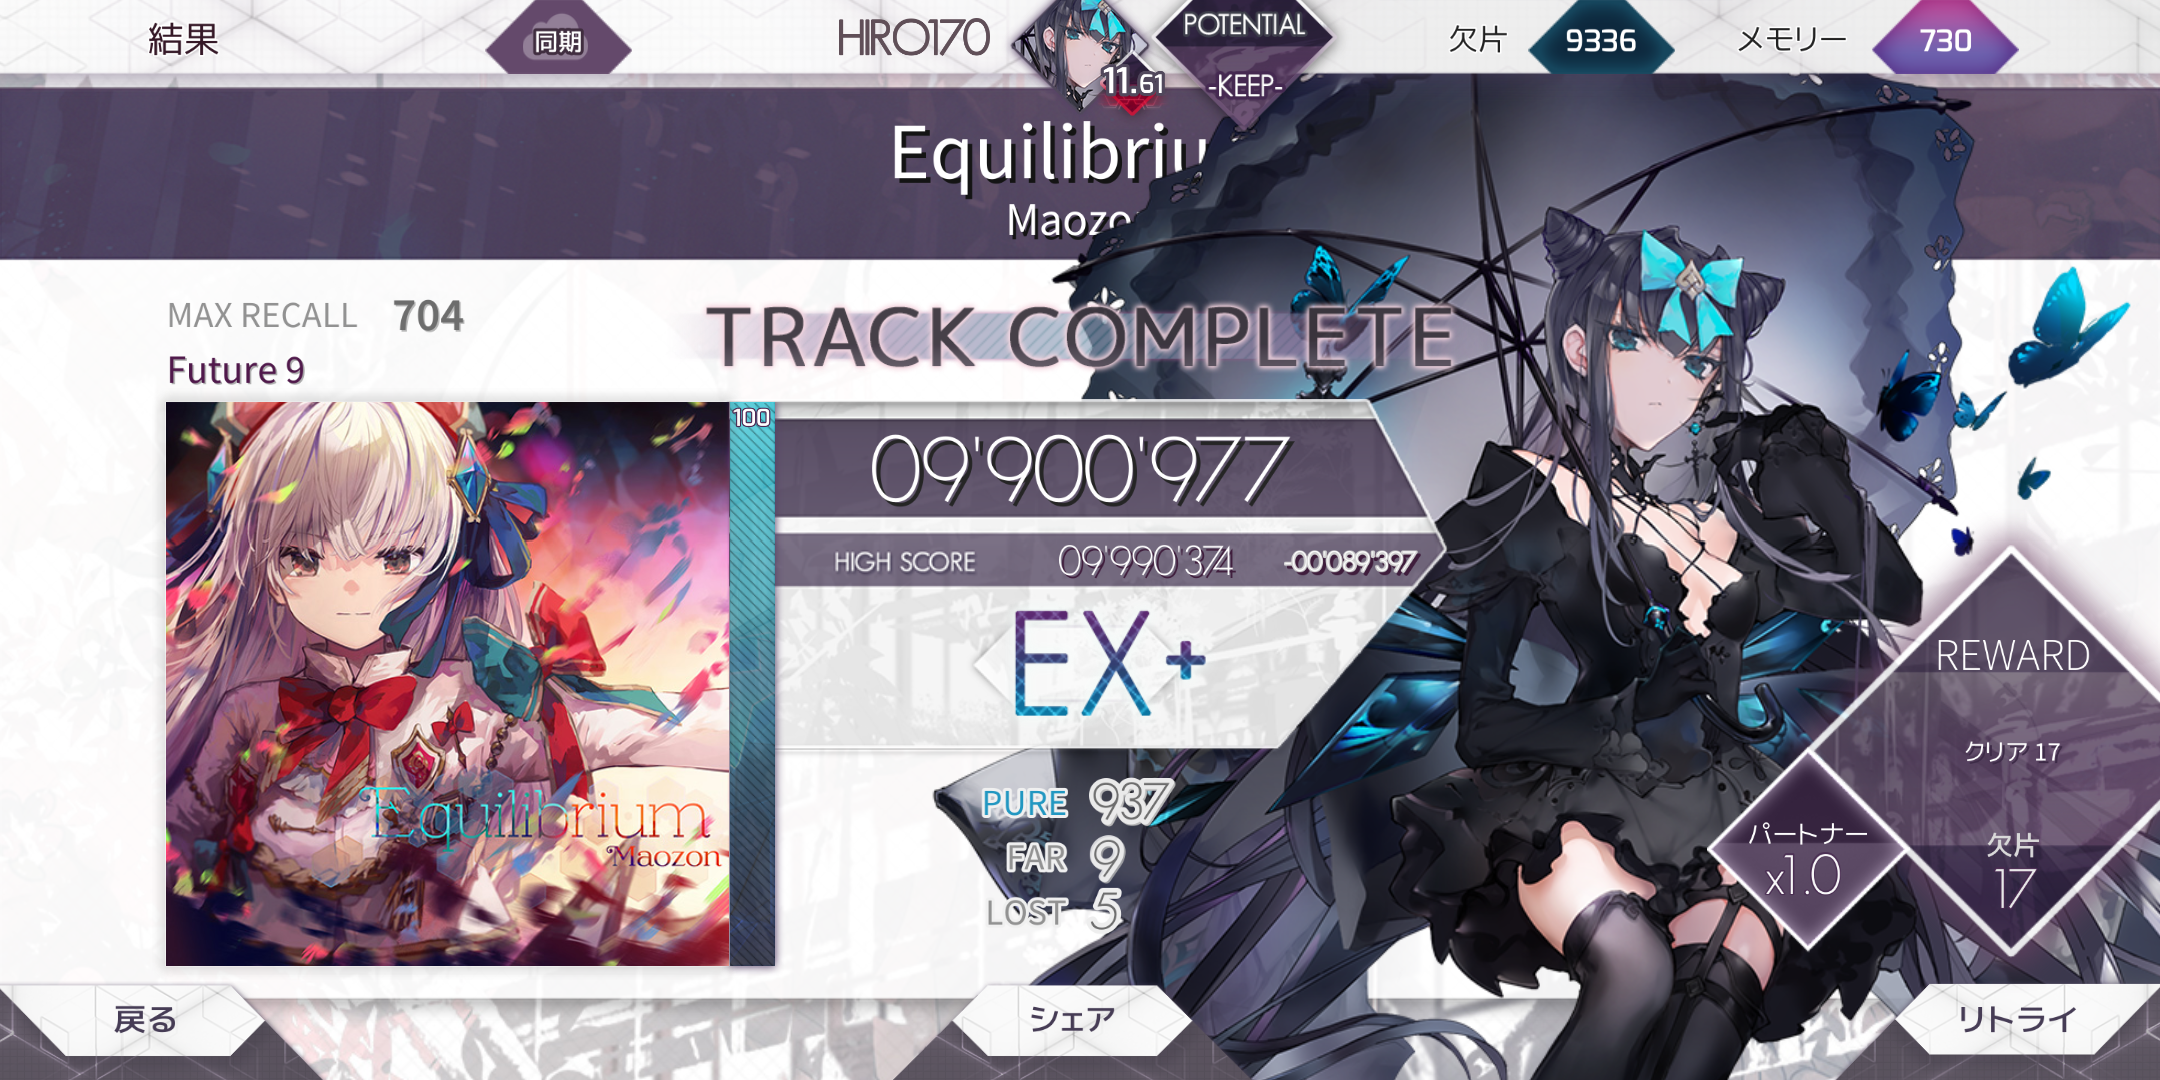 結果
同期
HIRO170
11.61
POTENTIAL
-KEEP-
欠片 9336
メモリー 730
Equilibriu
Maozo
MAX RECALL 704
Future 9
TRACK COMPLETE
100
09'900'977
HIGH SCORE 09'990'374 -00'089'397
EX+
Equilibrium
Maozon
PURE 937
FAR 9
LOST 5
REWARD
クリア 17
欠片
17
パートナー
x1.0
戻る
シェア
リトライ